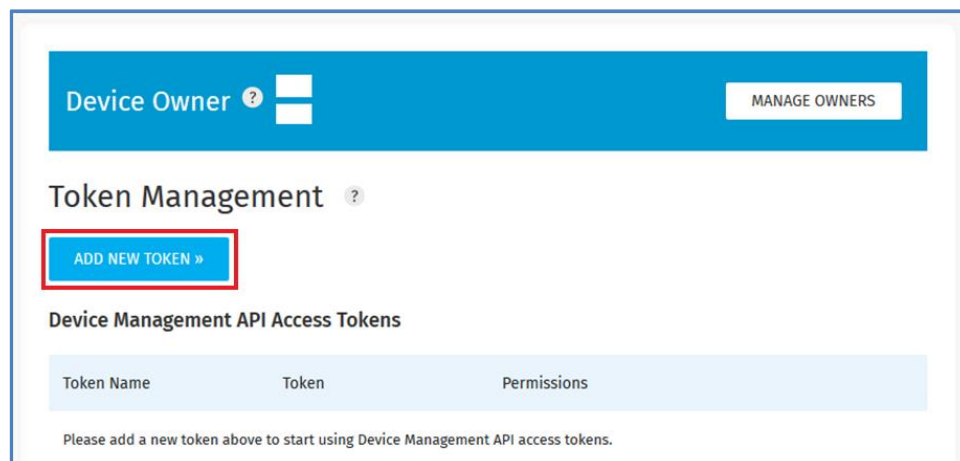 Device Owner ?
MANAGE OWNERS
Token Management ?
ADD NEW TOKEN »
Device Management API Access Tokens
Token Name Token Permissions
Please add a new token above to start using Device Management API access tokens.